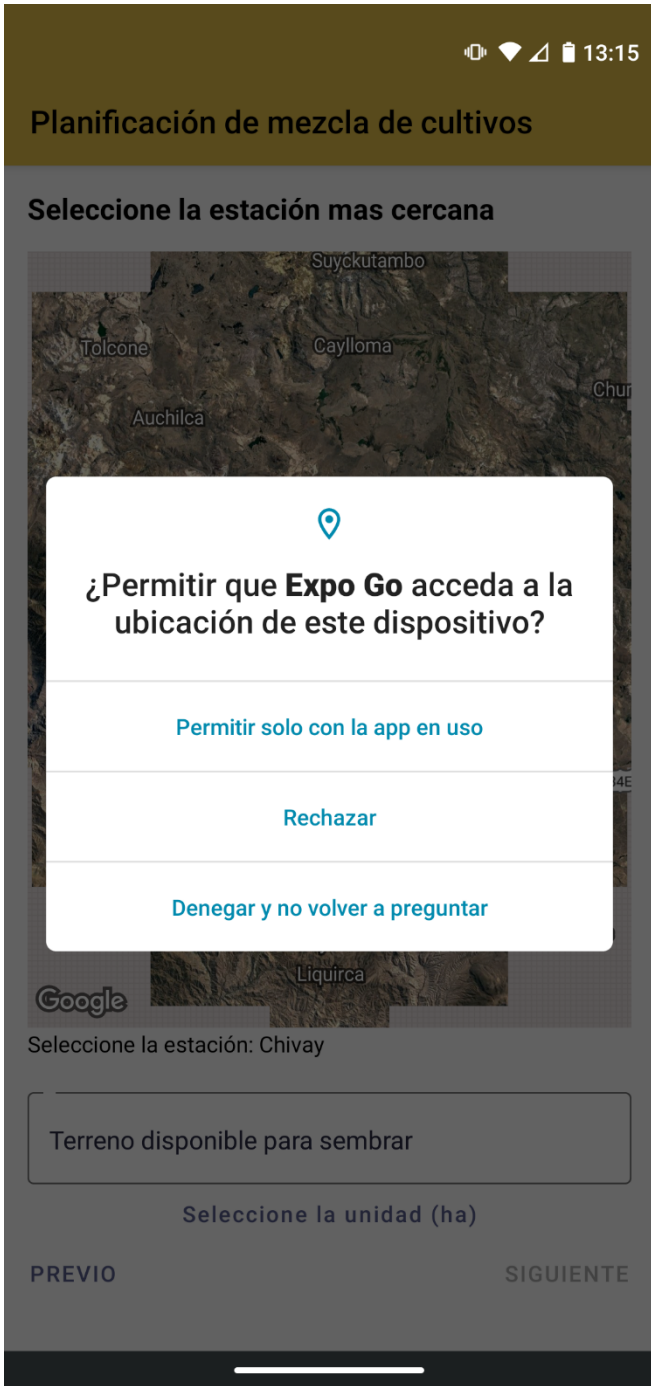 13:15
Planificación de mezcla de cultivos
Seleccione la estación mas cercana
Suyckutambo
Tolcone
Caylloma
Auchilca
¿Permitir que Expo Go acceda a la
ubicación de este dispositivo?
Permitir solo con la app en uso
Rechazar
Denegar y no volver a preguntar
Liquirca
Google
Seleccione la estación: Chivay
Terreno disponible para sembrar
Seleccione la unidad (ha)
PREVIO
SIGUIENTE